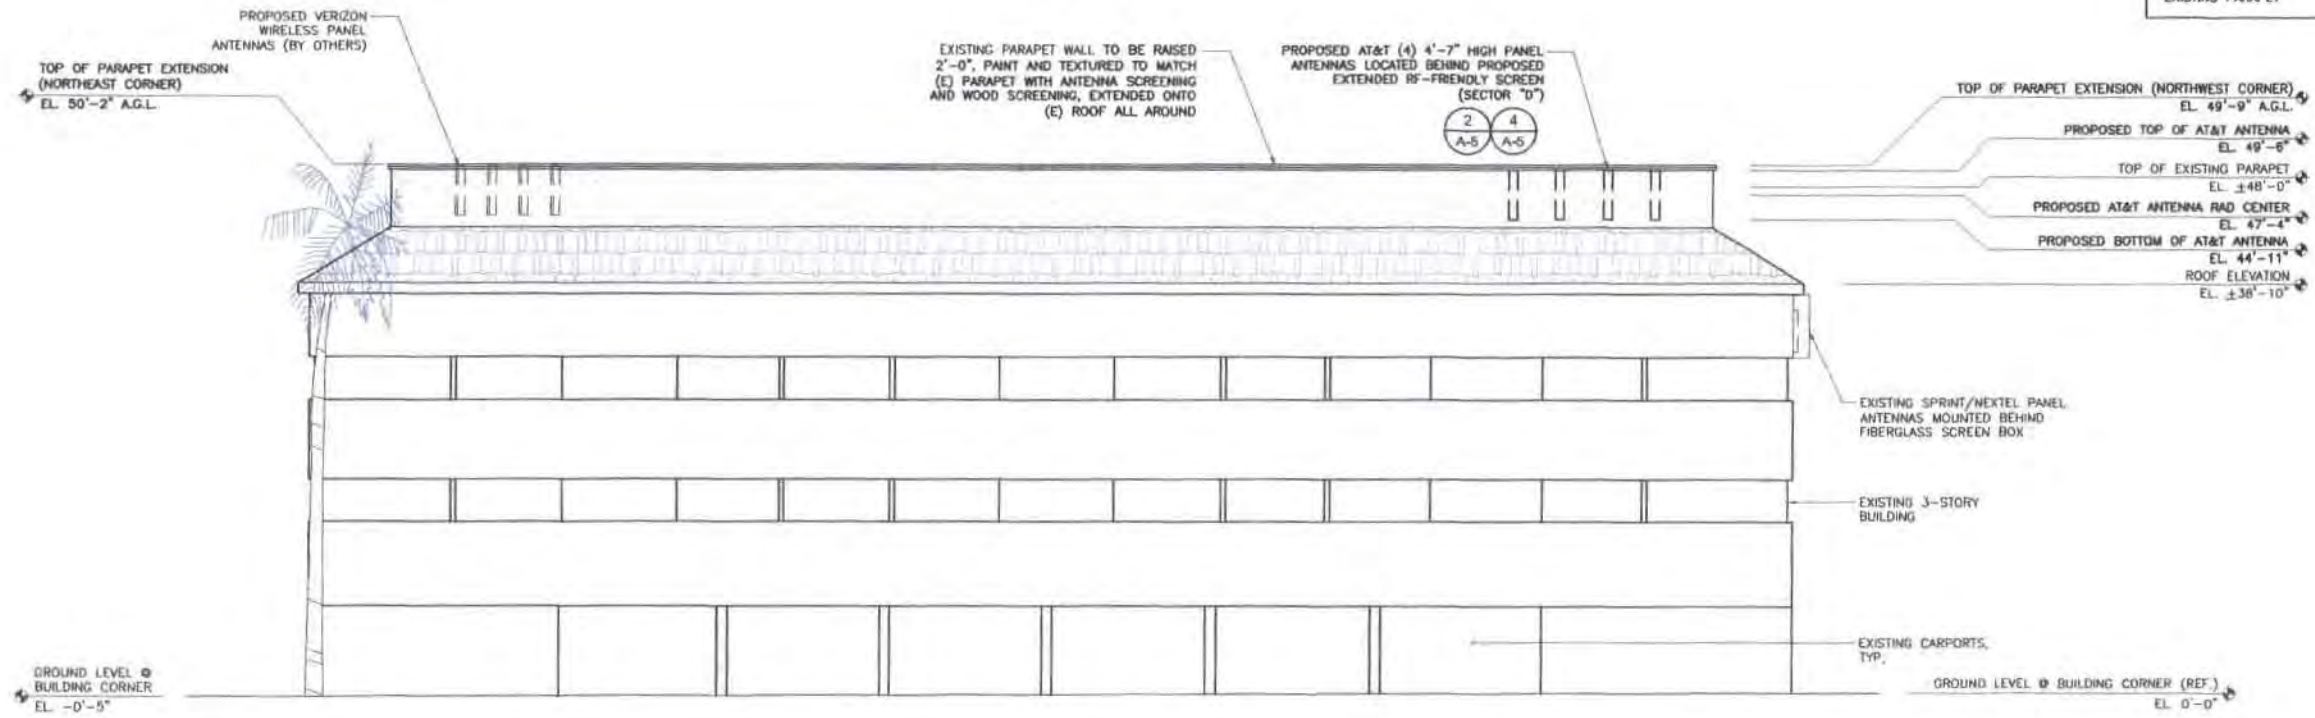 PROPOSED VERIZON
WIRELESS PANEL
ANTENNAS (BY OTHERS)
TOP OF PARAPET EXTENSION
(NORTHEAST CORNER)
EL. 50'-2" A.G.L.
EXISTING PARAPET WALL TO BE RAISED
2'-0", PAINT AND TEXTURED TO MATCH
(E) PARAPET WITH ANTENNA SCREENING
AND WOOD SCREENING, EXTENDED ONTO
(E) ROOF ALL AROUND
PROPOSED AT&T (4) 4'-7" HIGH PANEL
ANTENNAS LOCATED BEHIND PROPOSED
EXTENDED RF-FRIENDLY SCREEN
(SECTOR "D")
2 4
A-5 A-5
TOP OF PARAPET EXTENSION (NORTHWEST CORNER)
EL. 49'-9" A.G.L.
PROPOSED TOP OF AT&T ANTENNA
EL. 49'-6"
TOP OF EXISTING PARAPET
EL. ±48'-0"
PROPOSED AT&T ANTENNA RAD CENTER
EL. 47'-4"
PROPOSED BOTTOM OF AT&T ANTENNA
EL. 44'-11"
ROOF ELEVATION
EL. ±38'-10"
EXISTING SPRINT/NEXTEL PANEL
ANTENNAS MOUNTED BEHIND
FIBERGLASS SCREEN BOX
EXISTING 3-STORY
BUILDING
EXISTING CARPORTS,
TYP.
GROUND LEVEL @
BUILDING CORNER
EL. -0'-5"
GROUND LEVEL @ BUILDING CORNER (REF.)
EL. 0'-0"